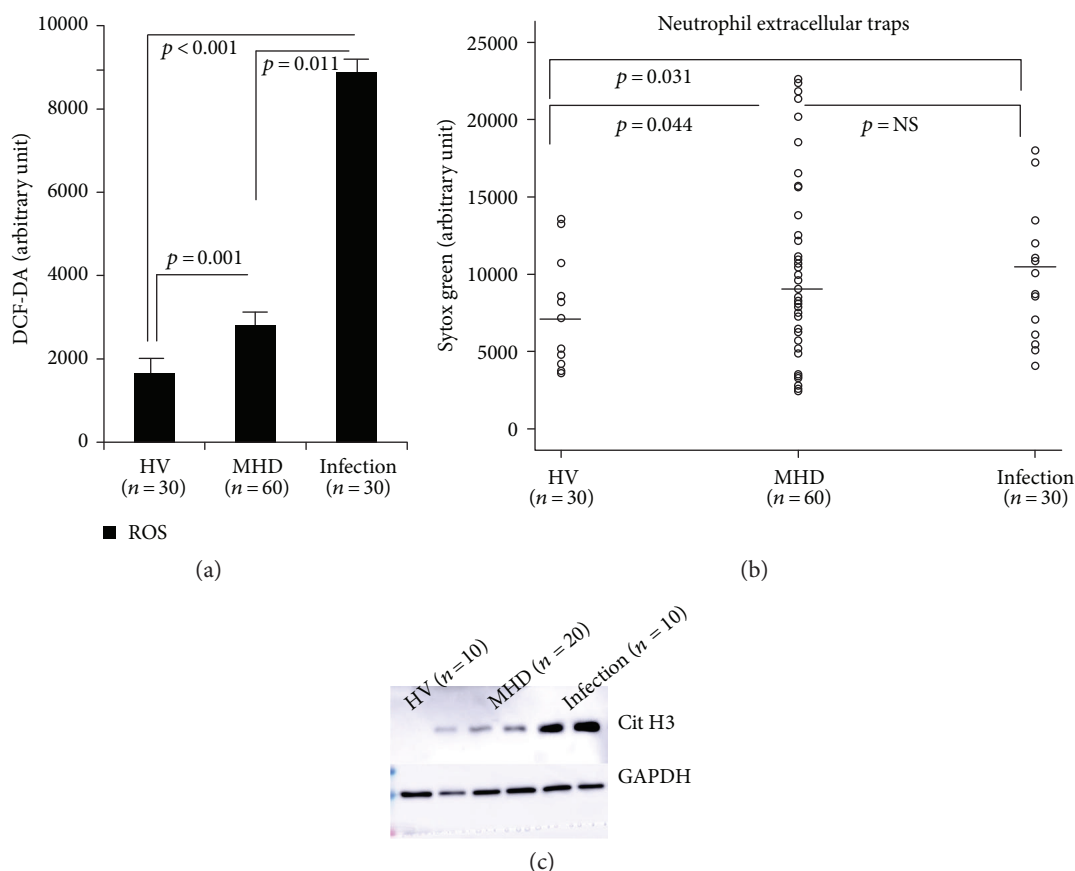 DCF-DA (arbitrary unit)
10000
8000
6000
4000
2000
0
p < 0.001
p = 0.011
p = 0.001
HV
(n = 30)
MHD
(n = 60)
Infection
(n = 30)
ROS
(a)
Neutrophil extracellular traps
Sytox green (arbitrary unit)
25000
20000
15000
10000
5000
0
p = 0.031
p = 0.044
p = NS
HV
(n = 30)
MHD
(n = 60)
Infection
(n = 30)
(b)
HV (n = 10)
MHD (n = 20)
Infection (n = 10)
Cit H3
GAPDH
(c)